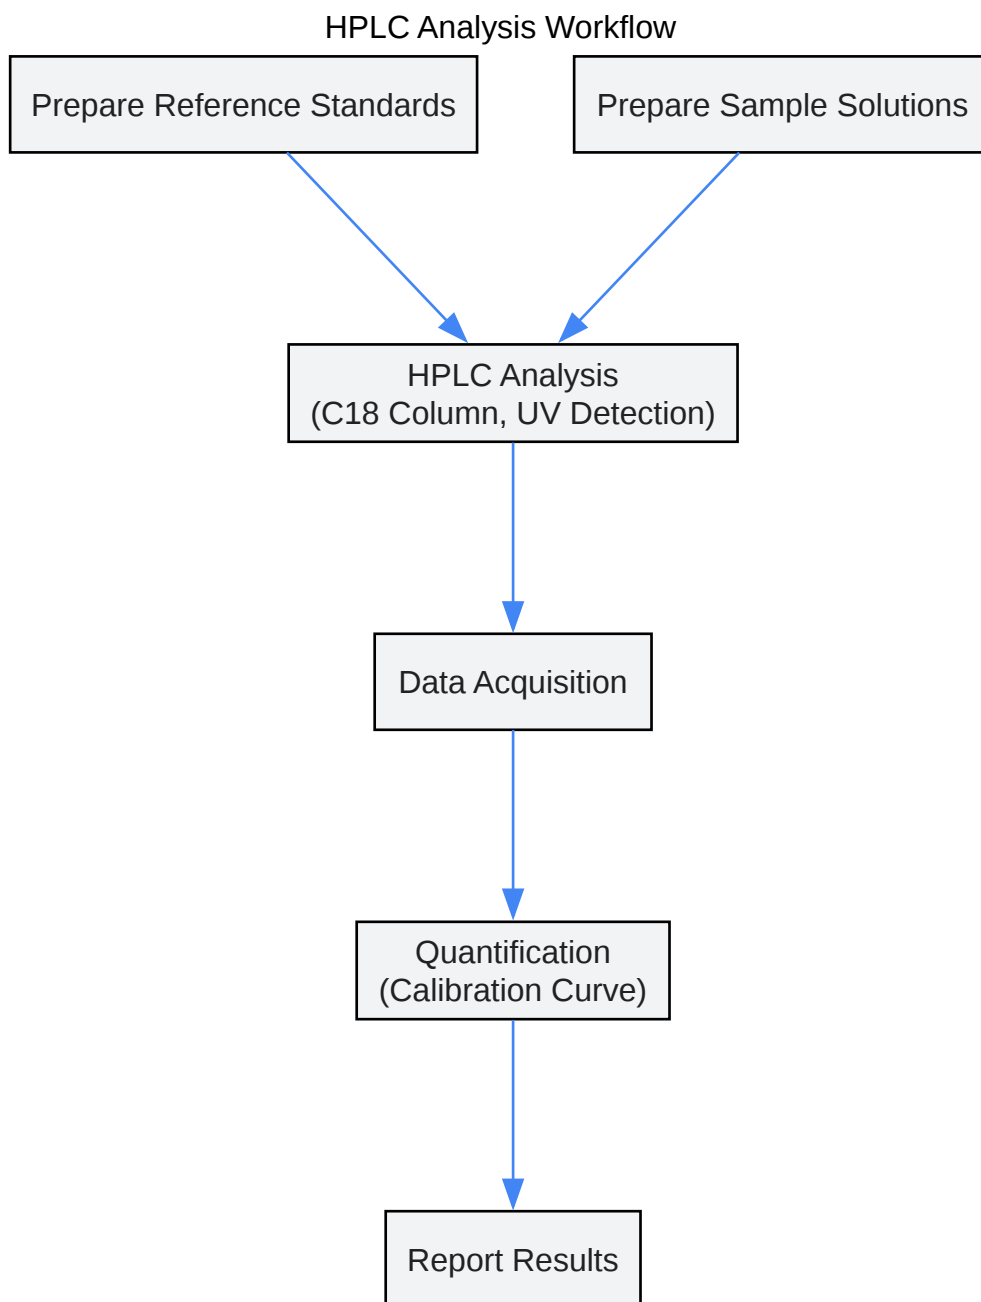 HPLC Analysis Workflow
Prepare Reference Standards
Prepare Sample Solutions
HPLC Analysis
(C18 Column, UV Detection)
Data Acquisition
Quantification
(Calibration Curve)
Report Results